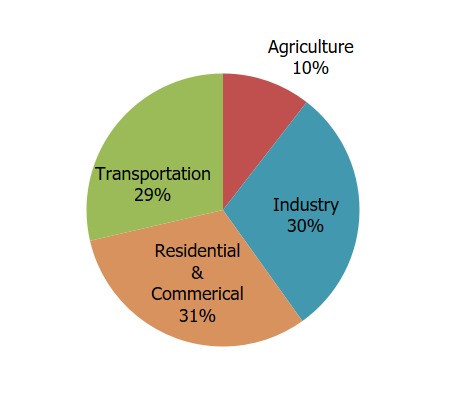 Agriculture
10%
Industry
30%
Residential
&
Commerical
31%
Transportation
29%